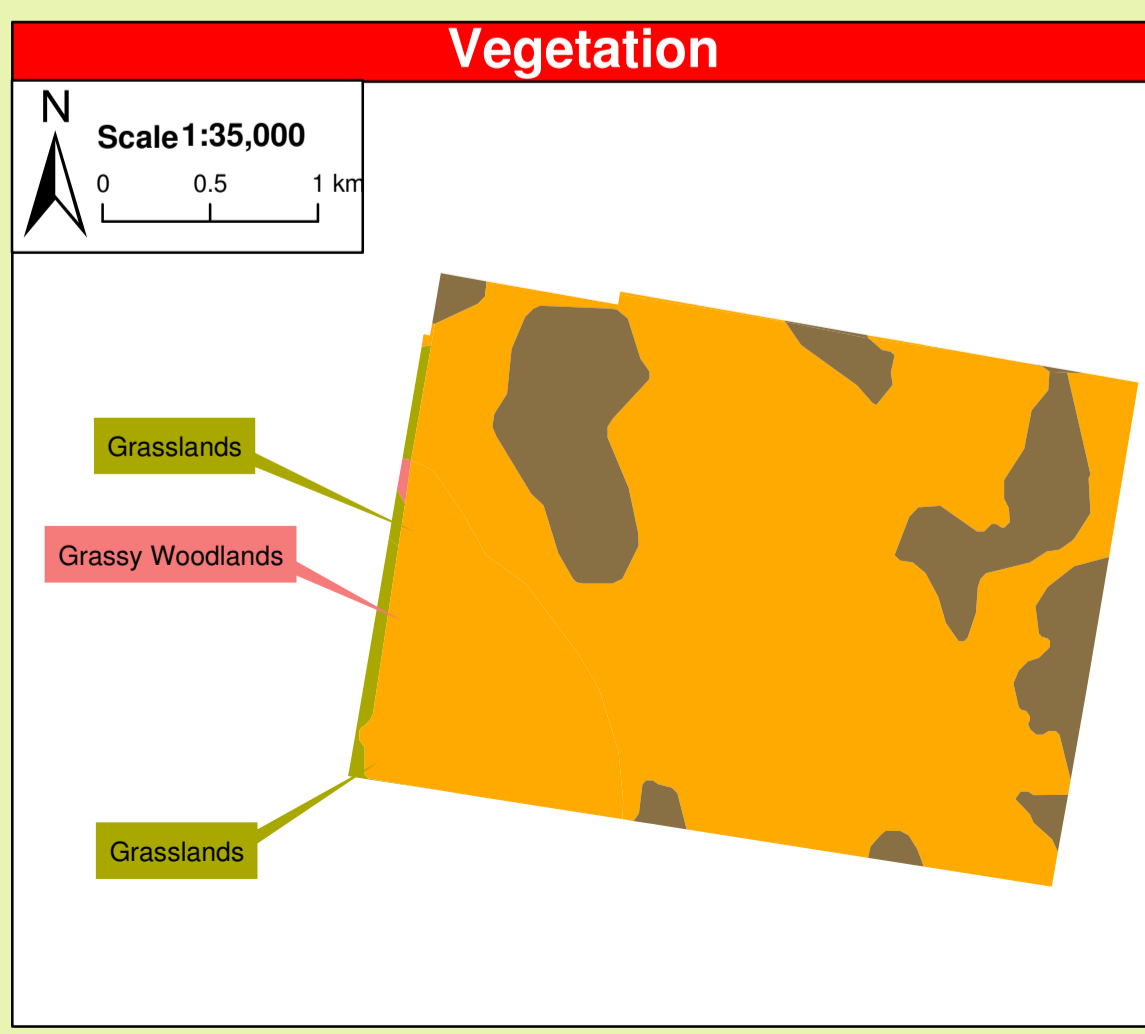 Vegetation
N
Scale 1:35,000
0 0.5 1 km
Grasslands
Grassy Woodlands
Grasslands